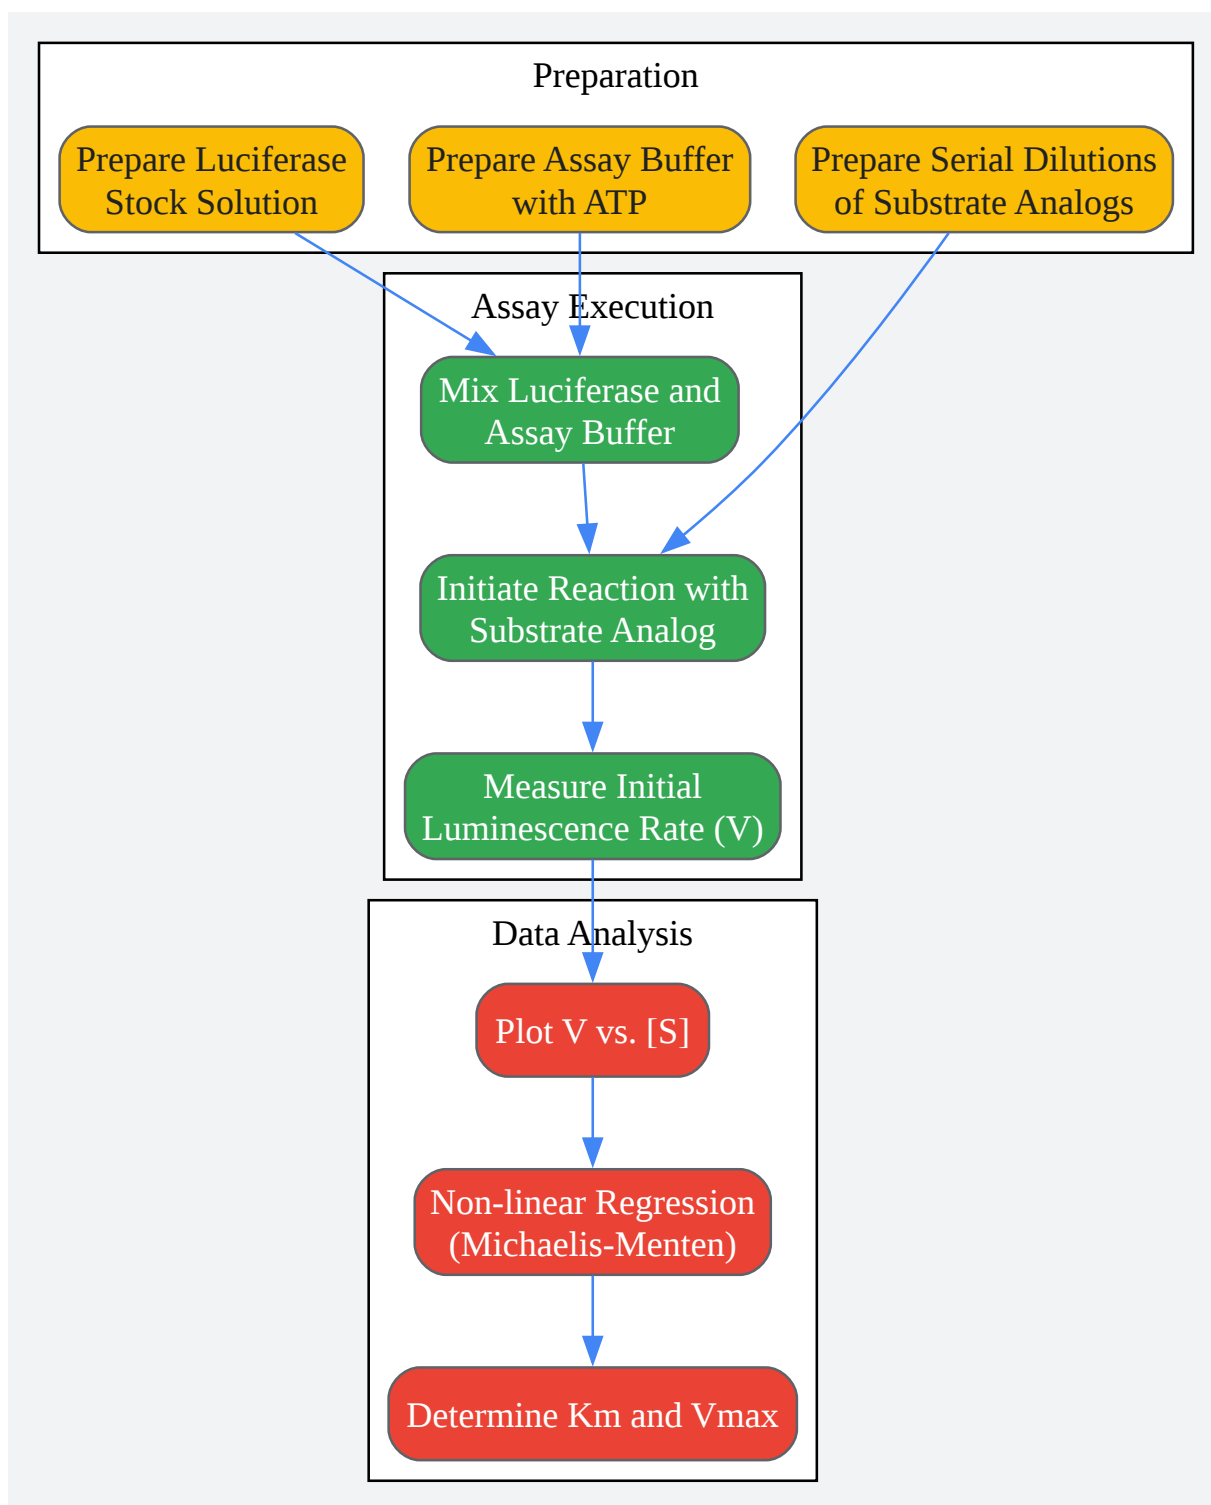 Preparation
Prepare Luciferase
Stock Solution
Prepare Assay Buffer
with ATP
Prepare Serial Dilutions
of Substrate Analogs
Assay Execution
Mix Luciferase and
Assay Buffer
Initiate Reaction with
Substrate Analog
Measure Initial
Luminescence Rate (V)
Data Analysis
Plot V vs. [S]
Non-linear Regression
(Michaelis-Menten)
Determine Km and Vmax